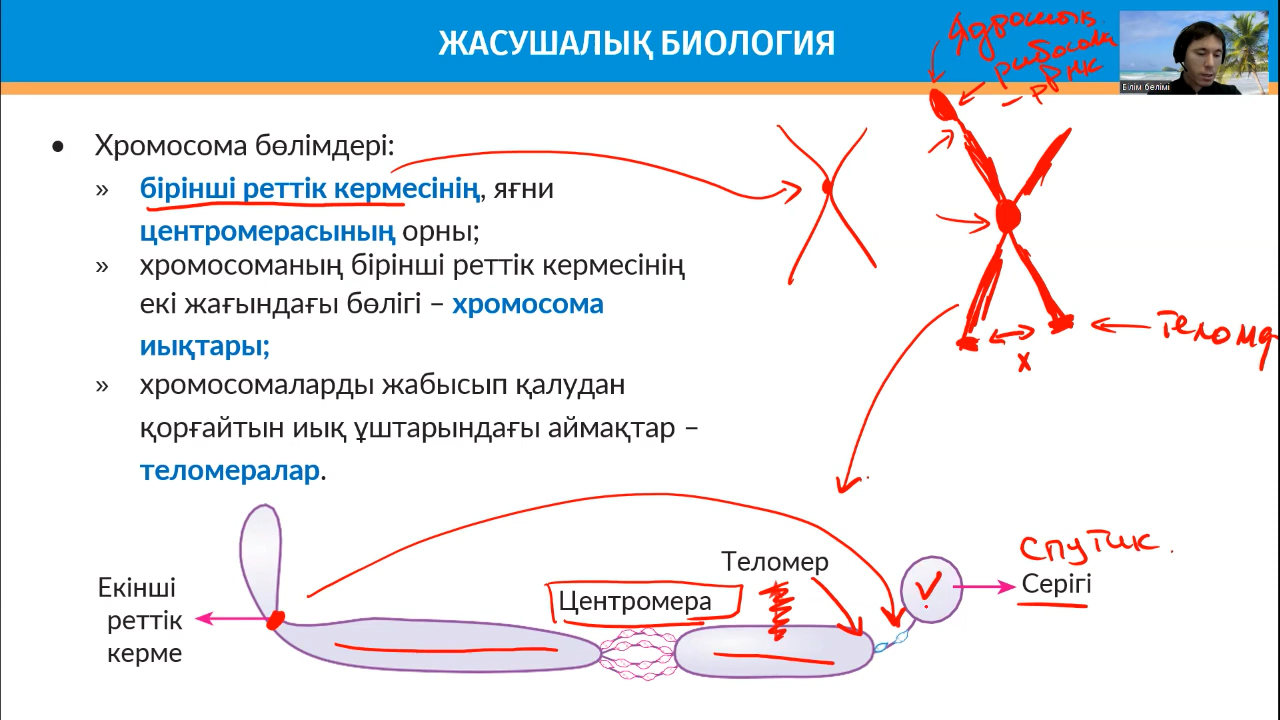 ЖАСУШАЛЫҚ БИОЛОГИЯ
Ядрошық
рибосома
– рРНК
Білім бөлімі
• Хромосома бөлімдері:
» бірінші реттік кермесінің, яғни
центромерасының орны;
» хромосоманың бірінші реттік кермесінің
екі жағындағы бөлігі – хромосома
иықтары;
» хромосомаларды жабысып қалудан
қорғайтын иық ұштарындағы аймақтар –
теломералар.
х
Екінші
реттік
керме
Центромера
Теломер
Спутик.
Серігі